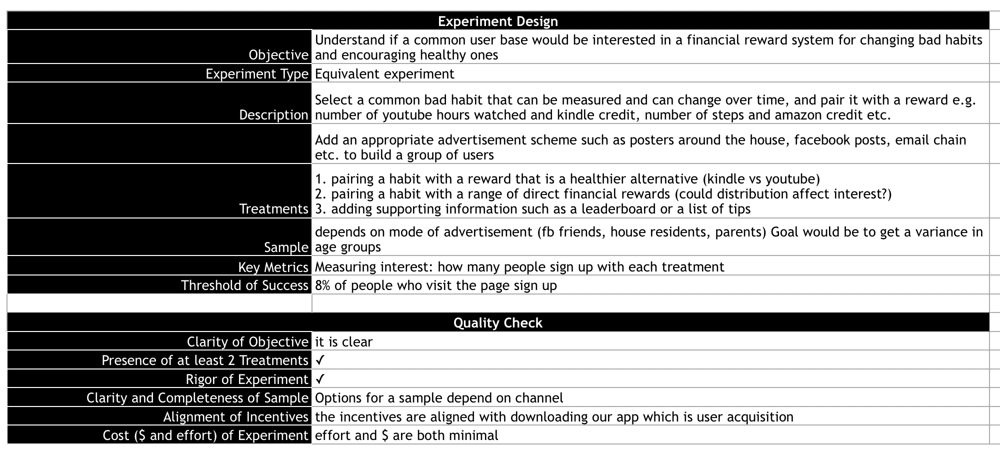 Experiment Design
Objective
Understand if a common user base would be interested in a financial reward system for changing bad habits
and encouraging healthy ones
Experiment Type
Equivalent experiment
Description
Select a common bad habit that can be measured and can change over time, and pair it with a reward e.g.
number of youtube hours watched and kindle credit, number of steps and amazon credit etc.
Add an appropriate advertisement scheme such as posters around the house, facebook posts, email chain
etc. to build a group of users
Treatments
1. pairing a habit with a reward that is a healthier alternative (kindle vs youtube)
2. pairing a habit with a range of direct financial rewards (could distribution affect interest?)
3. adding supporting information such as a leaderboard or a list of tips
Sample
depends on mode of advertisement (fb friends, house residents, parents) Goal would be to get a variance in
age groups
Key Metrics
Measuring interest: how many people sign up with each treatment
Threshold of Success
8% of people who visit the page sign up
Quality Check
Clarity of Objective
it is clear
Presence of at least 2 Treatments
✓
Rigor of Experiment
✓
Clarity and Completeness of Sample
Options for a sample depend on channel
Alignment of Incentives
the incentives are aligned with downloading our app which is user acquisition
Cost ($ and effort) of Experiment
effort and $ are both minimal